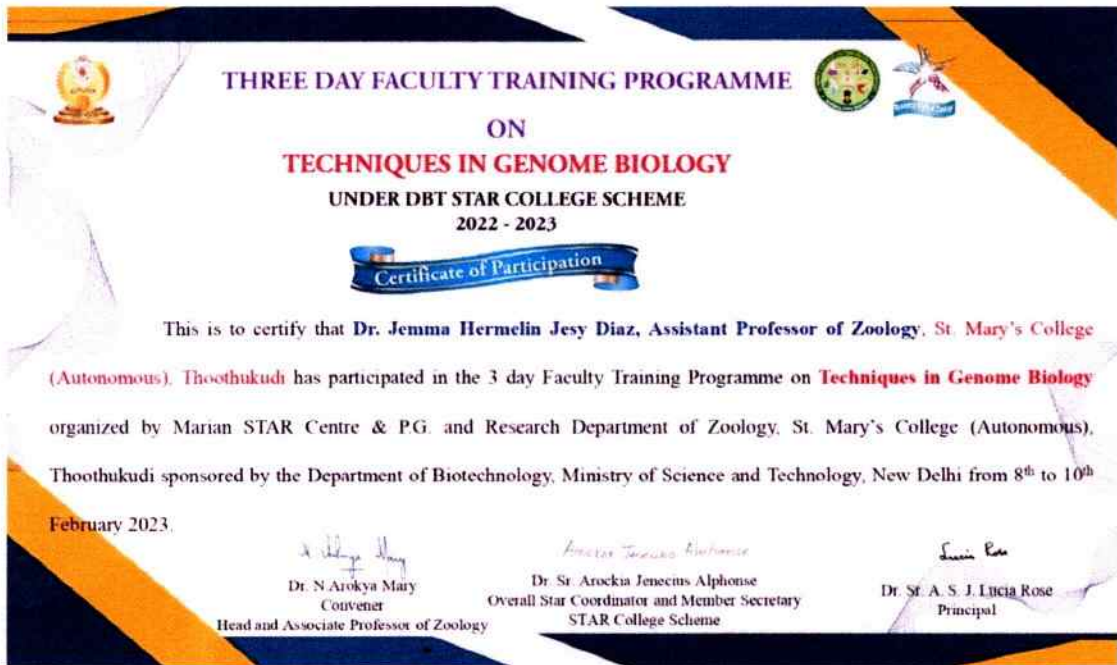 THREE DAY FACULTY TRAINING PROGRAMME
ON
TECHNIQUES IN GENOME BIOLOGY
UNDER DBT STAR COLLEGE SCHEME
2022 - 2023
Certificate of Participation
This is to certify that Dr. Jemma Hermelin Jesy Diaz, Assistant Professor of Zoology, St. Mary's College
(Autonomous), Thoothukudi has participated in the 3 day Faculty Training Programme on Techniques in Genome Biology
organized by Marian STAR Centre & P.G. and Research Department of Zoology, St. Mary's College (Autonomous),
Thoothukudi sponsored by the Department of Biotechnology, Ministry of Science and Technology, New Delhi from 8th to 10th
February 2023.
Lucia Rose
Dr. N Arokya Mary
Convener
Head and Associate Professor of Zoology
Dr. Sr. Arockia Jenecius Alphonse
Overall Star Coordinator and Member Secretary
STAR College Scheme
Dr. Sr. A. S. J. Lucia Rose
Principal